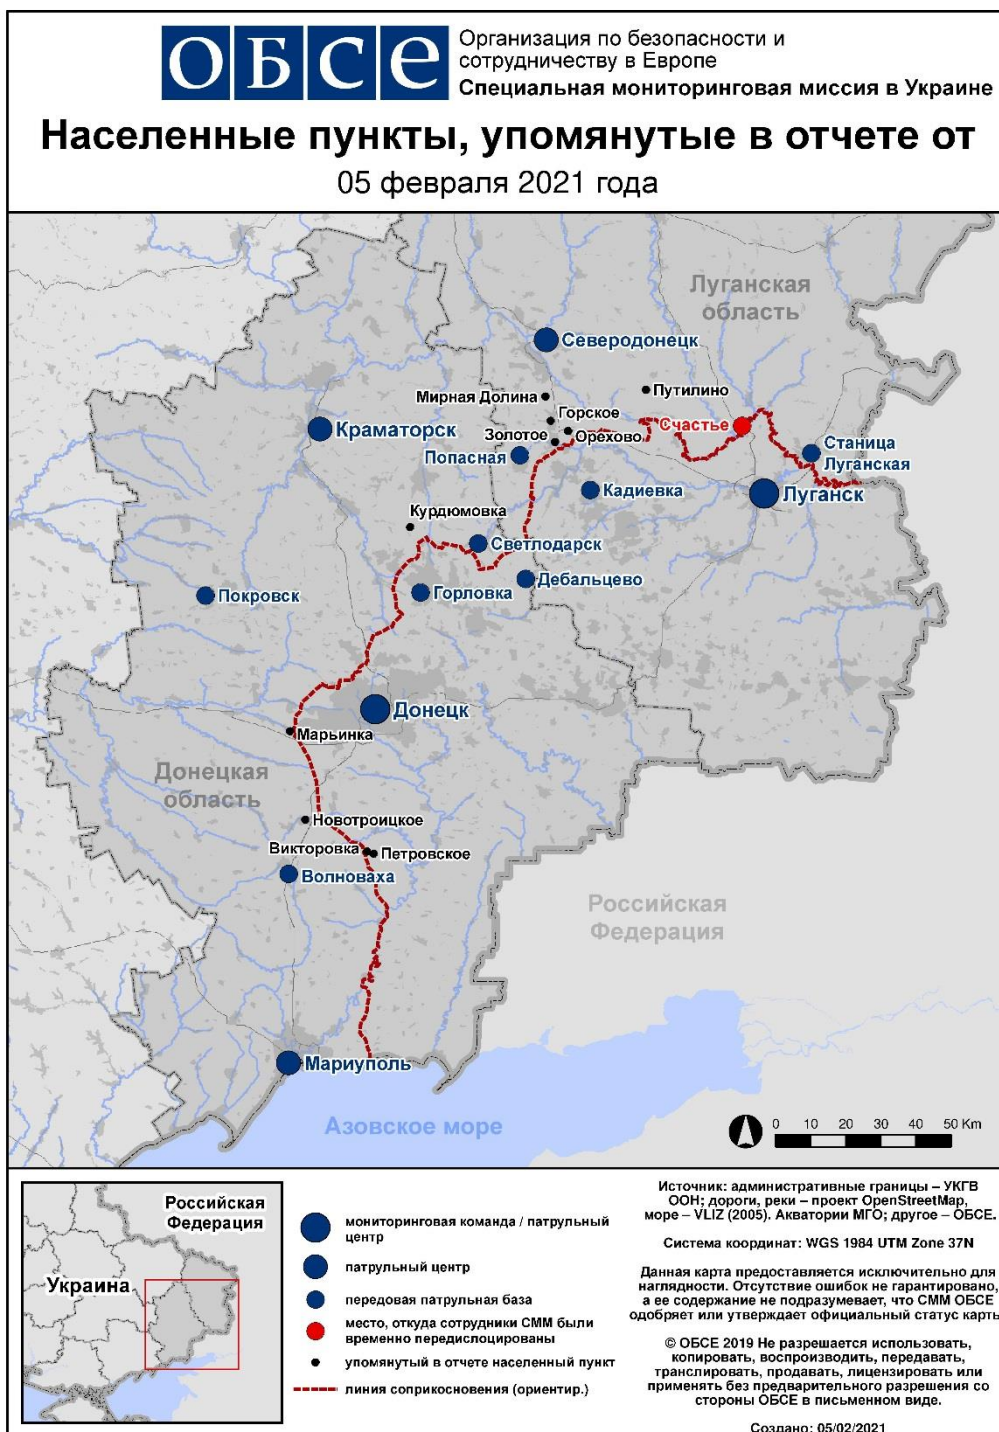 ОБСЕ
Организация по безопасности и
сотрудничеству в Европе
Специальная мониторинговая миссия в Украине
Населенные пункты, упомянутые в отчете от
05 февраля 2021 года
Луганская
область
Северодонецк
Путилино
Мирная Долина
Горское
Счастье
Краматорск
Золотое
Орехово
Станица
Луганская
Попасная
Кадиевка
Луганск
Курдюмовка
Светлодарск
Дебальцево
Покровск
Горловка
Донецк
Марьинка
Донецкая
область
Новотроицкое
Викторовка
Петровское
Волноваха
Российская
Федерация
Мариуполь
Азовское море
0 10 20 30 40 50 Km
Российская
Федерация
Украина
мониторинговая команда / патрульный
центр
патрульный центр
передовая патрульная база
место, откуда сотрудники СММ были
временно передислоцированы
упомянутый в отчете населенный пункт
линия соприкосновения (ориентир.)
Источник: административные границы – УКГВ
ООН; дороги, реки – проект OpenStreetMap,
море – VLIZ (2005). Акватории МГО; другое – ОБСЕ.
Система координат: WGS 1984 UTM Zone 37N
Данная карта предоставляется исключительно для
наглядности. Отсутствие ошибок не гарантировано,
а ее содержание не подразумевает, что СММ ОБСЕ
одобряет или утверждает официальный статус карты.
© ОБСЕ 2019 Не разрешается использовать,
копировать, воспроизводить, передавать,
транслировать, продавать, лицензировать или
применять без предварительного разрешения со
стороны ОБСЕ в письменном виде.
Создано: 05/02/2021